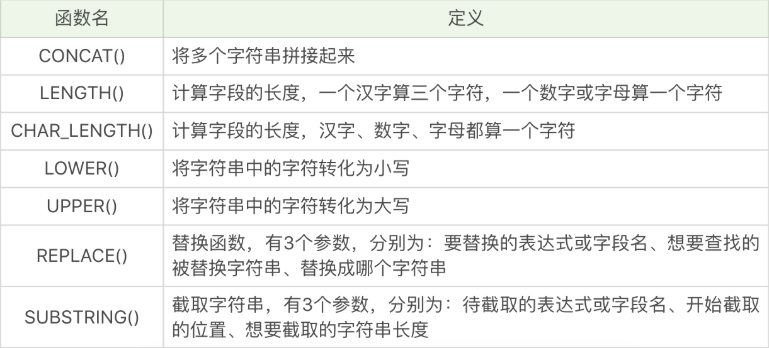 函数名 定义
CONCAT() 将多个字符串拼接起来
LENGTH() 计算字段的长度，一个汉字算三个字符，一个数字或字母算一个字符
CHAR_LENGTH() 计算字段的长度，汉字、数字、字母都算一个字符
LOWER() 将字符串中的字符转化为小写
UPPER() 将字符串中的字符转化为大写
REPLACE() 替换函数，有3个参数，分别为：要替换的表达式或字段名、想要查找的
被替换字符串、替换成哪个字符串
SUBSTRING() 截取字符串，有3个参数，分别为：待截取的表达式或字段名、开始截取
的位置、想要截取的字符串长度